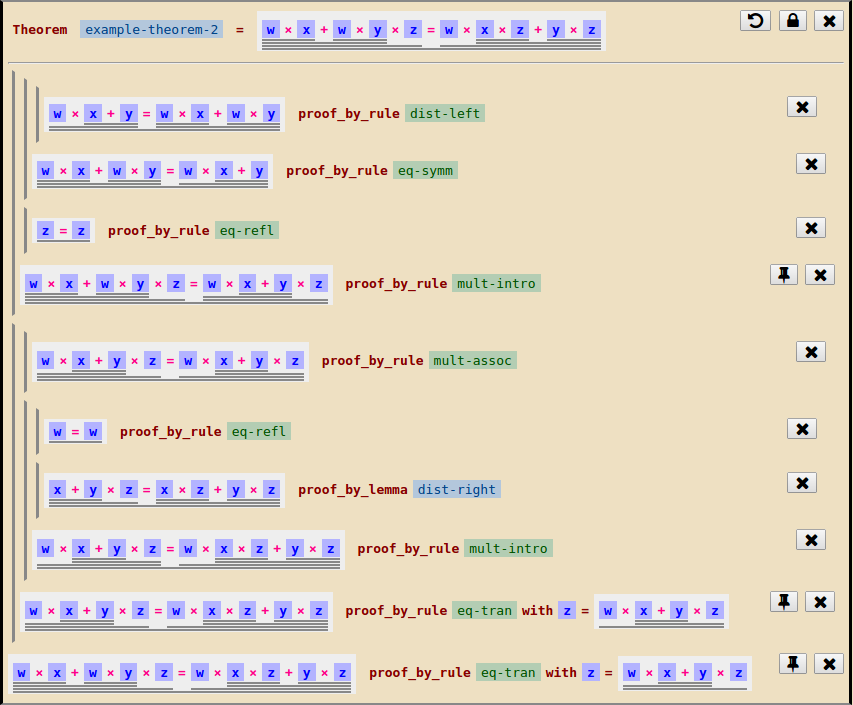 Theorem example-theorem-2 = w × x + w × y × z = w × x × z + y × z
w × x + y = w × x + w × y proof_by_rule dist-left
w × x + w × y = w × x + y proof_by_rule eq-symm
z = z proof_by_rule eq-refl
w × x + w × y × z = w × x + y × z proof_by_rule mult-intro
w × x + y × z = w × x + y × z proof_by_rule mult-assoc
w = w proof_by_rule eq-refl
x + y × z = x × z + y × z proof_by_lemma dist-right
w × x + y × z = w × x × z + y × z proof_by_rule mult-intro
w × x + y × z = w × x × z + y × z proof_by_rule eq-tran with z = w × x + y × z
w × x + w × y × z = w × x × z + y × z proof_by_rule eq-tran with z = w × x + y × z